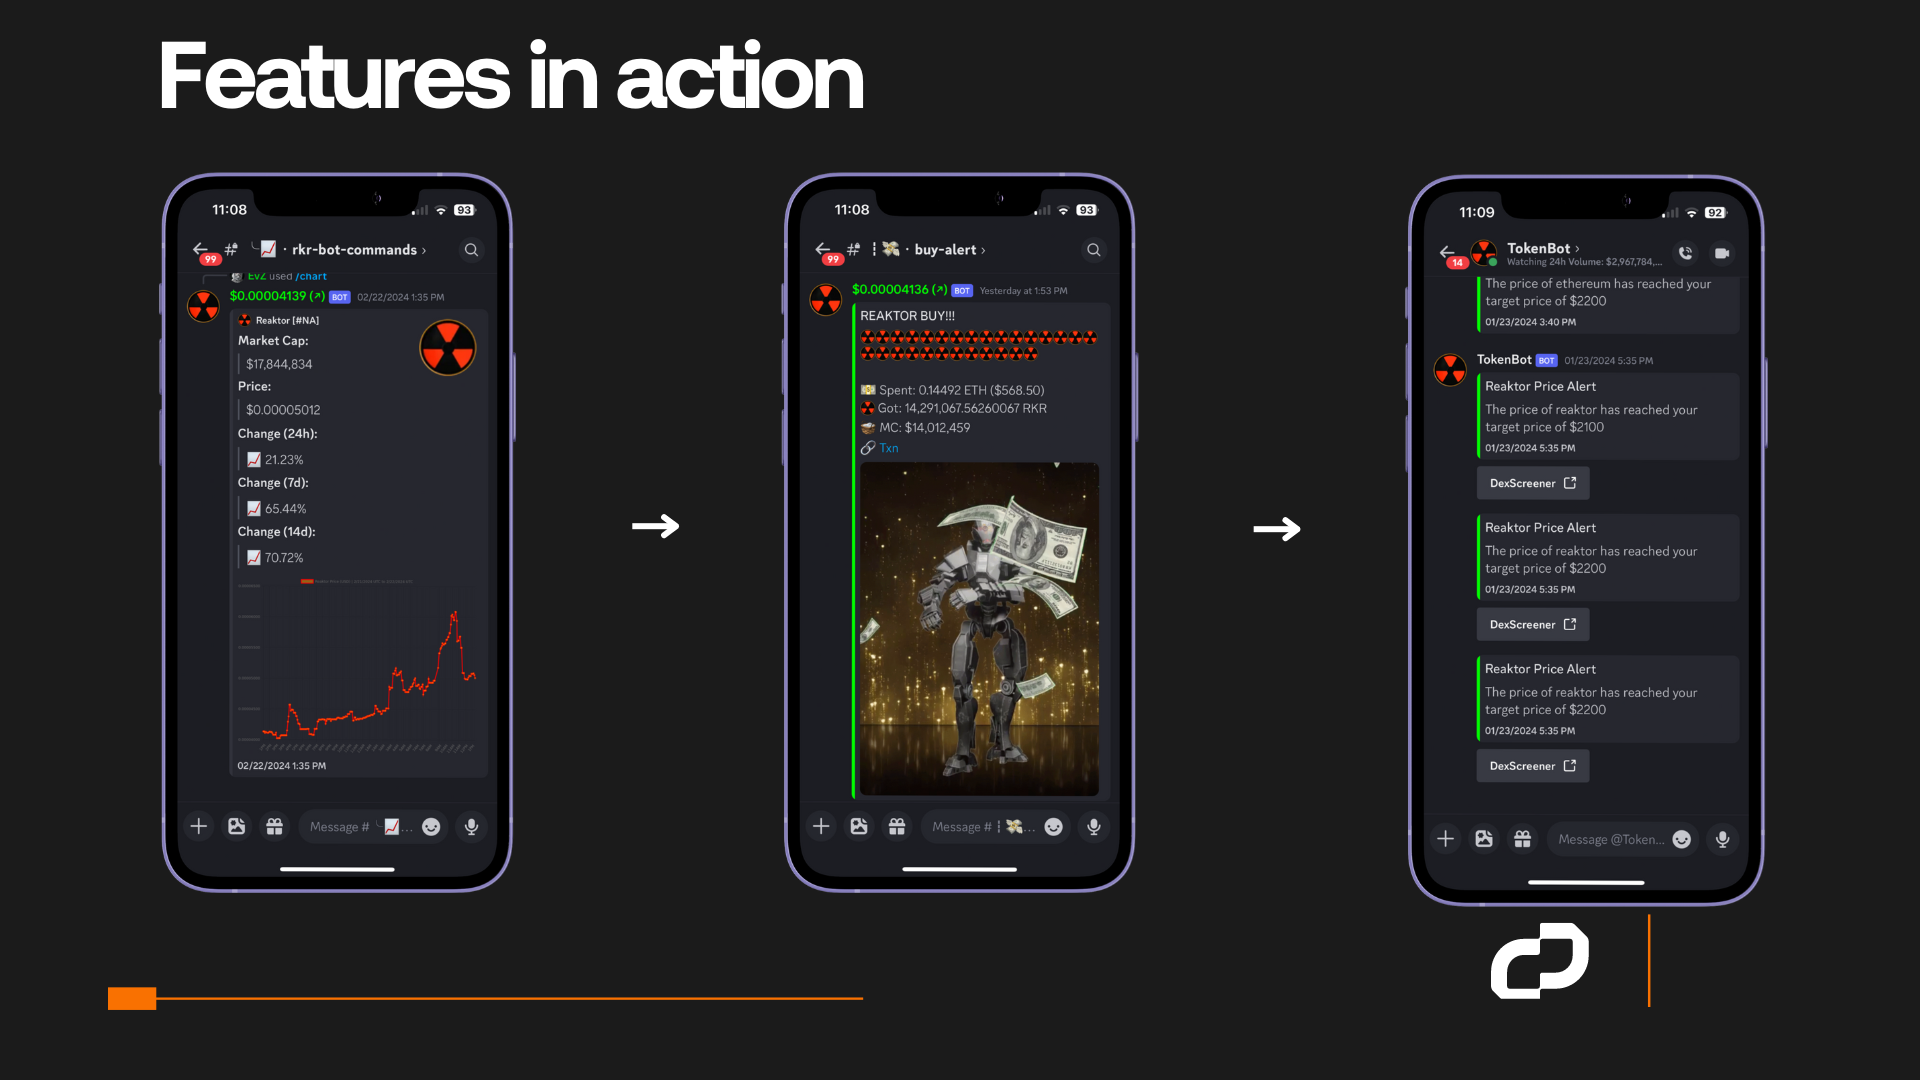 Features in action
11:08
93
99
# · rkr-bot-commands ›
EvZ used /chart
$0.00004139 (↗) BOT 02/22/2024 1:35 PM
Reaktor [#NA]
Market Cap:
$17,844,834
Price:
$0.00005012
Change (24h):
21.23%
Change (7d):
65.44%
Change (14d):
70.72%
02/22/2024 1:35 PM
Message # ...
11:08
93
99
# · buy-alert ›
$0.00004136 (↗) BOT Yesterday at 1:53 PM
REAKTOR BUY!!!
Spent: 0.14492 ETH ($568.50)
Got: 14,291,067.56260067 RKR
MC: $14,012,459
Txn
Message # ...
11:09
92
14
TokenBot ›
Watching 24h Volume: $2,967,784,...
The price of ethereum has reached your
target price of $2200
01/23/2024 3:40 PM
TokenBot BOT 01/23/2024 5:35 PM
Reaktor Price Alert
The price of reaktor has reached your
target price of $2100
01/23/2024 5:35 PM
DexScreener
Reaktor Price Alert
The price of reaktor has reached your
target price of $2200
01/23/2024 5:35 PM
DexScreener
Reaktor Price Alert
The price of reaktor has reached your
target price of $2200
01/23/2024 5:35 PM
DexScreener
Message @Token...